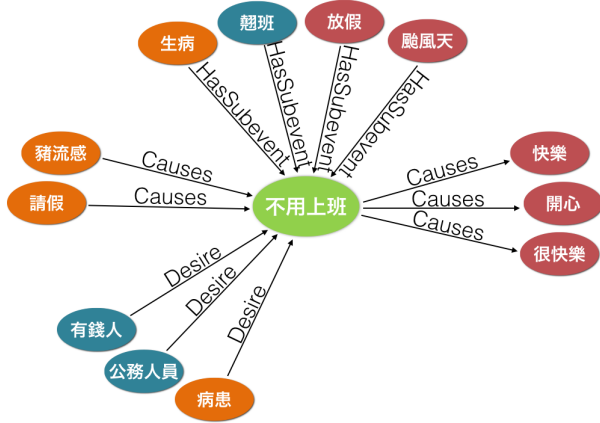 生病
翹班
放假
颱風天
HasSubevent
HasSubevent
HasSubevent
HasSubevent
豬流感
Causes
請假
Causes
不用上班
Causes
快樂
Causes
開心
Causes
很快樂
Desire
有錢人
Desire
公務人員
Desire
病患